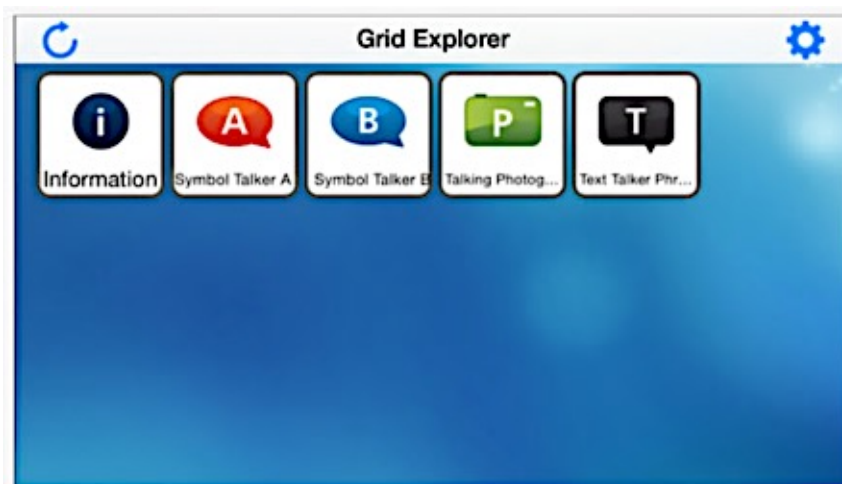 Grid Explorer
i A B P T
Information Symbol Talker A Symbol Talker B Talking Photog... Text Talker Phr...